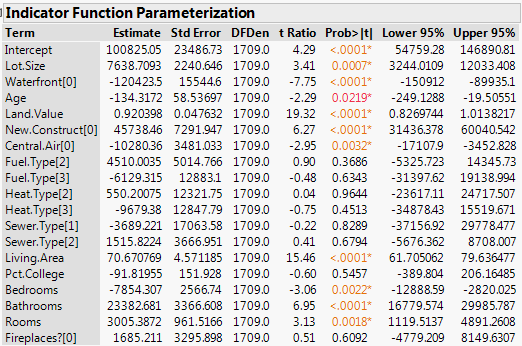 Indicator Function Parameterization
Term Estimate Std Error DFDen t Ratio Prob>|t| Lower 95% Upper 95%
Intercept 100825.05 23486.73 1709.0 4.29 <.0001* 54759.28 146890.81
Lot.Size 7638.7093 2240.646 1709.0 3.41 0.0007* 3244.0109 12033.408
Waterfront[0] -120423.5 15544.6 1709.0 -7.75 <.0001* -150912 -89935.1
Age -134.3172 58.53697 1709.0 -2.29 0.0219* -249.1288 -19.50551
Land.Value 0.920398 0.047632 1709.0 19.32 <.0001* 0.8269744 1.0138217
New.Construct[0] 45738.46 7291.947 1709.0 6.27 <.0001* 31436.378 60040.542
Central.Air[0] -10280.36 3481.033 1709.0 -2.95 0.0032* -17107.9 -3452.828
Fuel.Type[2] 4510.0035 5014.766 1709.0 0.90 0.3686 -5325.723 14345.73
Fuel.Type[3] -6129.315 12883.1 1709.0 -0.48 0.6343 -31397.62 19138.994
Heat.Type[2] 550.20075 12321.75 1709.0 0.04 0.9644 -23617.11 24717.507
Heat.Type[3] -9679.38 12847.79 1709.0 -0.75 0.4513 -34878.43 15519.671
Sewer.Type[1] -3689.221 17063.58 1709.0 -0.22 0.8289 -37156.92 29778.477
Sewer.Type[2] 1515.8224 3666.951 1709.0 0.41 0.6794 -5676.362 8708.007
Living.Area 70.670769 4.571185 1709.0 15.46 <.0001* 61.705062 79.636477
Pct.College -91.81955 151.928 1709.0 -0.60 0.5457 -389.804 206.16485
Bedrooms -7854.307 2566.74 1709.0 -3.06 0.0022* -12888.59 -2820.025
Bathrooms 23382.681 3366.608 1709.0 6.95 <.0001* 16779.574 29985.787
Rooms 3005.3872 961.5166 1709.0 3.13 0.0018* 1119.5137 4891.2608
Fireplaces?[0] 1685.211 3295.898 1709.0 0.51 0.6092 -4779.209 8149.6307